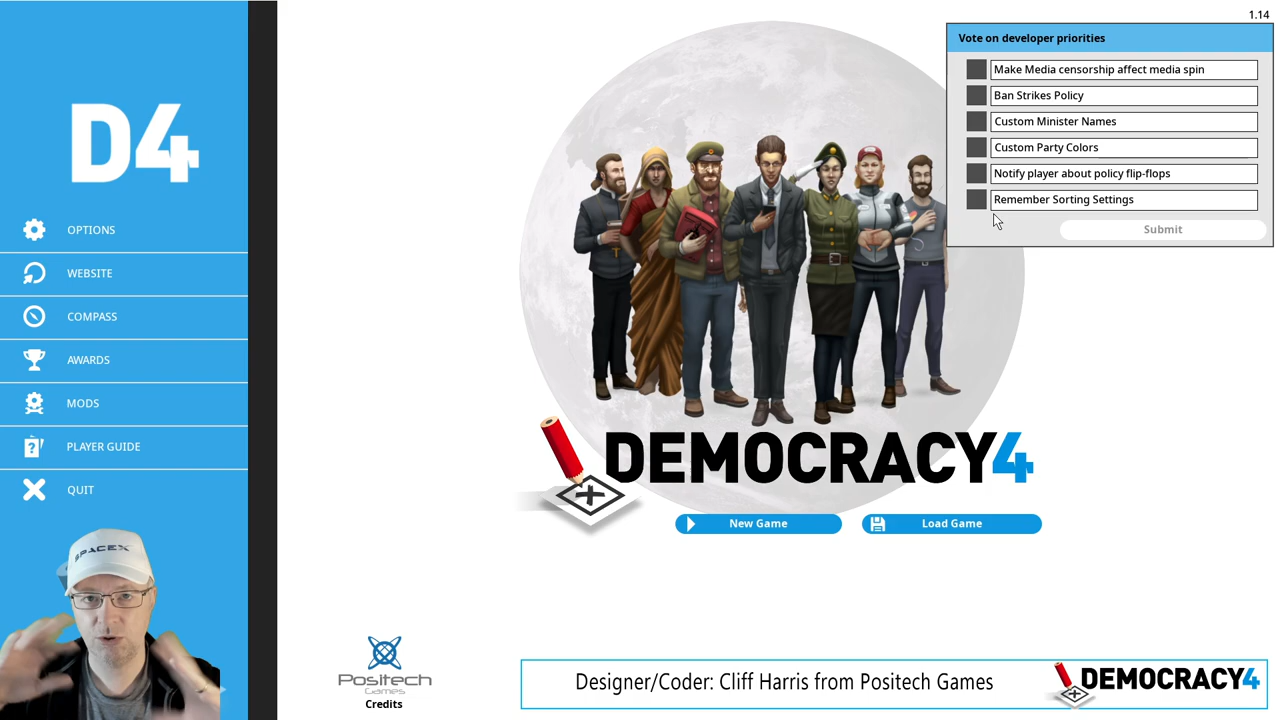 1.14
Vote on developer priorities
Make Media censorship affect media spin
Ban Strikes Policy
Custom Minister Names
Custom Party Colors
Notify player about policy flip-flops
Remember Sorting Settings
Submit
D4
OPTIONS
WEBSITE
COMPASS
AWARDS
MODS
PLAYER GUIDE
QUIT
DEMOCRACY4
New Game
Load Game
SPACEX
Positech
Games
Credits
Designer/Coder: Cliff Harris from Positech Games
DEMOCRACY4